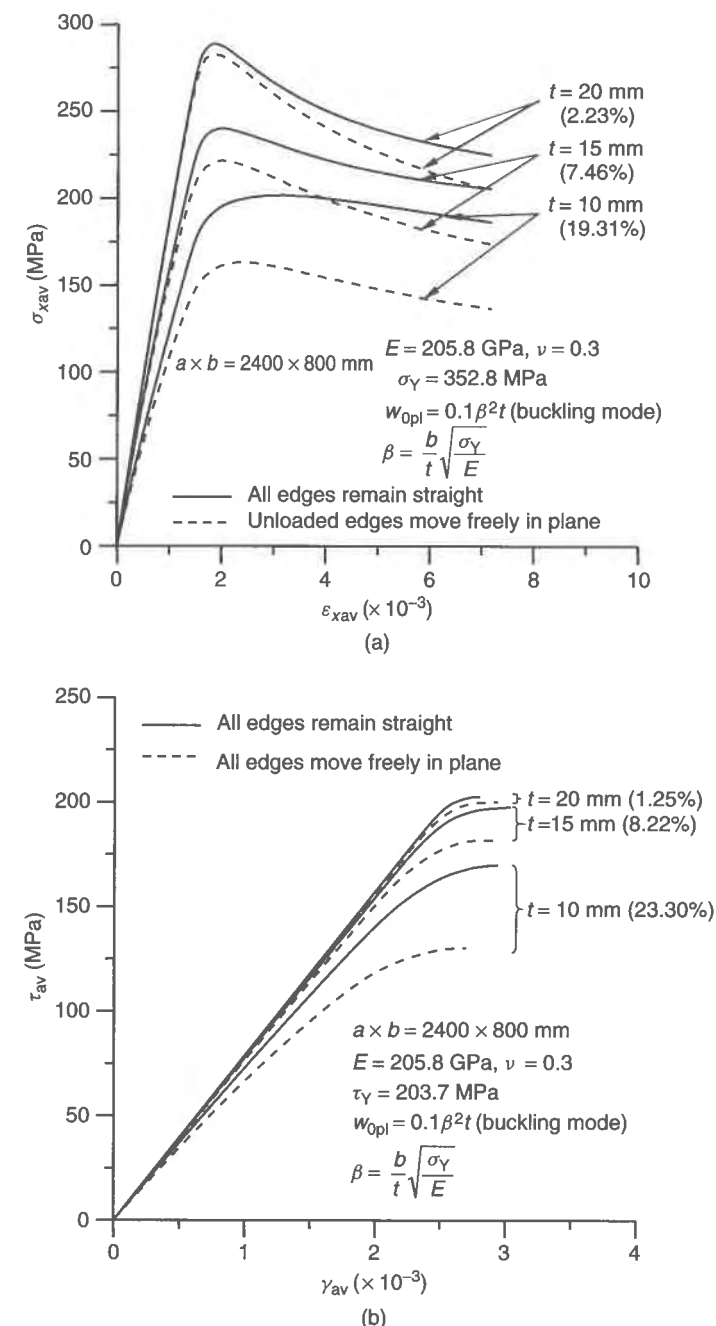 300
250
200
150
100
50
0
σxav (MPa)
t = 20 mm
(2.23%)
t = 15 mm
(7.46%)
t = 10 mm
(19.31%)
a × b = 2400 × 800 mm
E = 205.8 GPa, ν = 0.3
σY = 352.8 MPa
w0pl = 0.1β²t (buckling mode)
β = b/t √(σY/E)
All edges remain straight
Unloaded edges move freely in plane
0 2 4 6 8 10
εxav (× 10⁻³)
(a)
250
200
150
100
50
0
τav (MPa)
All edges remain straight
All edges move freely in plane
t = 20 mm (1.25%)
t =15 mm (8.22%)
t = 10 mm (23.30%)
a × b = 2400 × 800 mm
E = 205.8 GPa, ν = 0.3
τY = 203.7 MPa
w0pl = 0.1β²t (buckling mode)
β = b/t √(σY/E)
0 1 2 3 4
γav (× 10⁻³)
(b)